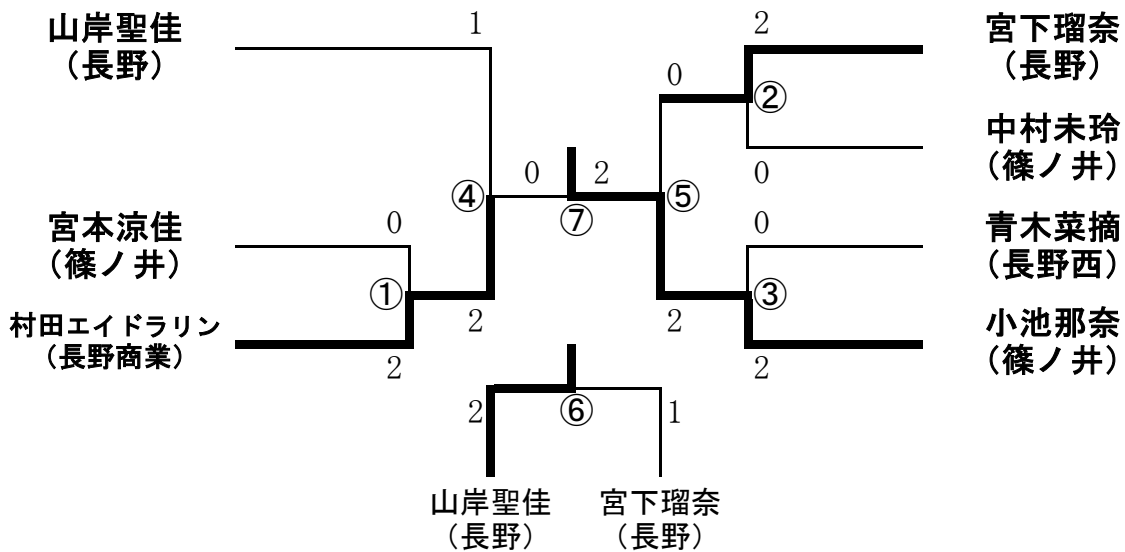 山岸聖佳
（長野）
1
2
宮下瑠奈
（長野）
0
②
中村未玲
（篠ノ井）
④
0
2
⑦
⑤
0
宮本涼佳
（篠ノ井）
0
0
青木菜摘
（長野西）
①
③
村田エイドラリン
（長野商業）
2
2
2
2
小池那奈
（篠ノ井）
2
⑥
1
山岸聖佳
（長野）
宮下瑠奈
（長野）